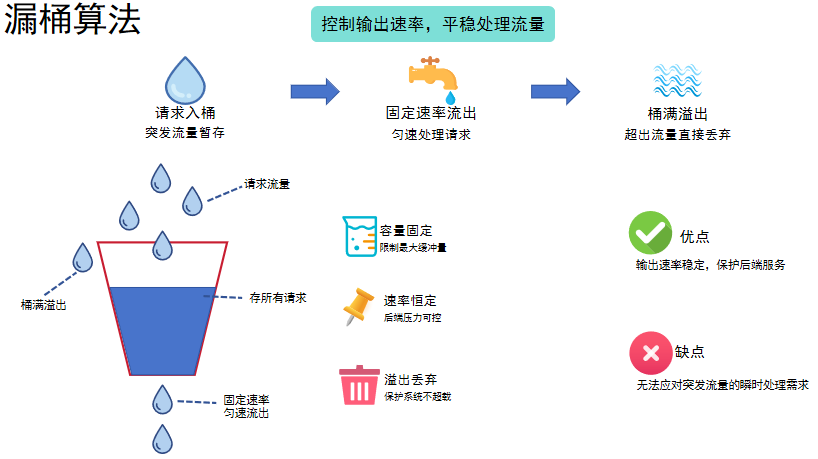 漏桶算法
控制输出速率，平稳处理流量
请求入桶
突发流量暂存
固定速率流出
匀速处理请求
桶满溢出
超出流量直接丢弃
请求流量
桶满溢出
存所有请求
固定速率
匀速流出
容量固定
限制最大缓冲量
速率恒定
后端压力可控
溢出丢弃
保护系统不超载
优点
输出速率稳定，保护后端服务
缺点
无法应对突发流量的瞬时处理需求